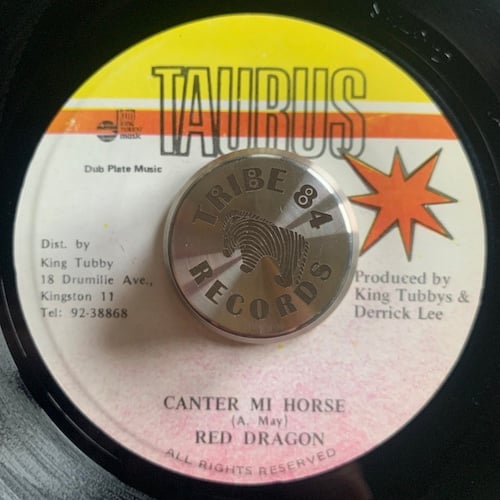 TAURUS
music
Dub Plate Music
TRIBE 84
RECORDS
Dist. by
King Tubby
18 Drumilie Ave.,
Kingston 11
Tel: 92-38868
Produced by
King Tubbys &
Derrick Lee
CANTER MI HORSE
(A. May)
RED DRAGON
ALL RIGHTS RESERVED